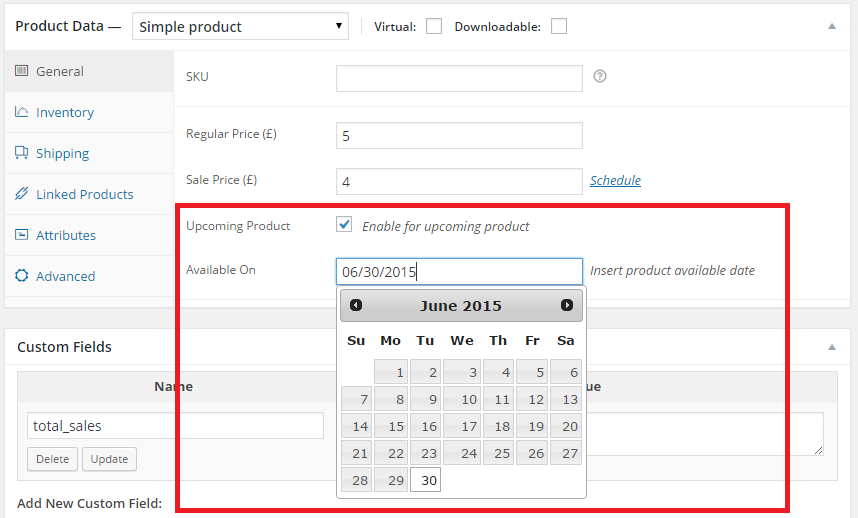 Product Data — Simple product Virtual: Downloadable:
General
Inventory
Shipping
Linked Products
Attributes
Advanced
SKU
Regular Price (£) 5
Sale Price (£) 4 Schedule
Upcoming Product Enable for upcoming product
Available On 06/30/2015 Insert product available date
June 2015
Su Mo Tu We Th Fr Sa
1 2 3 4 5 6
7 8 9 10 11 12 13
14 15 16 17 18 19 20
21 22 23 24 25 26 27
28 29 30
Custom Fields
Name ue
total_sales
Delete Update
Add New Custom Field: